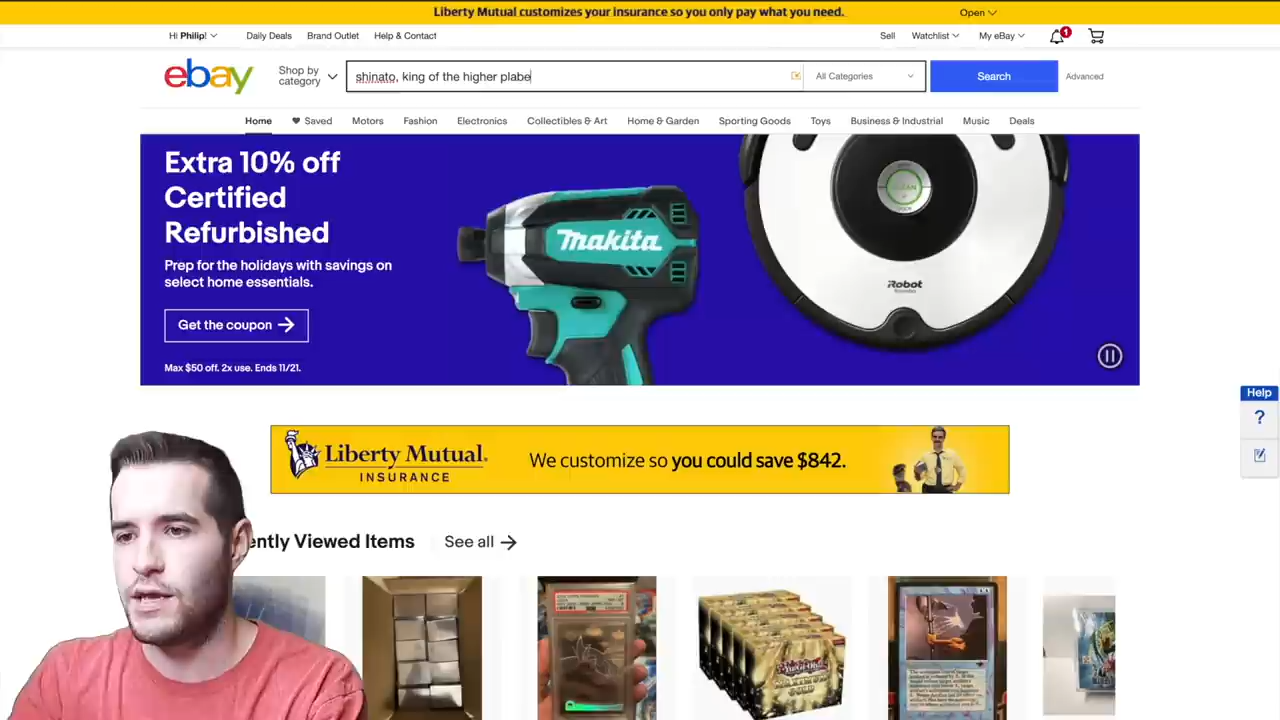 Liberty Mutual customizes your insurance so you only pay what you need.
Open
Hi Philip!
Daily Deals
Brand Outlet
Help & Contact
Sell
Watchlist
My eBay
1
ebay
Shop by
category
shinato, king of the higher plabe
All Categories
Search
Advanced
Home
Saved
Motors
Fashion
Electronics
Collectibles & Art
Home & Garden
Sporting Goods
Toys
Business & Industrial
Music
Deals
Extra 10% off
Certified
Refurbished
Prep for the holidays with savings on
select home essentials.
Get the coupon
Max $50 off. 2x use. Ends 11/21.
makita
CLEAN
iRobot
Help
?
Liberty Mutual
INSURANCE
We customize so you could save $842.
ently Viewed Items
See all
Yu-Gi-Oh!
GOLD